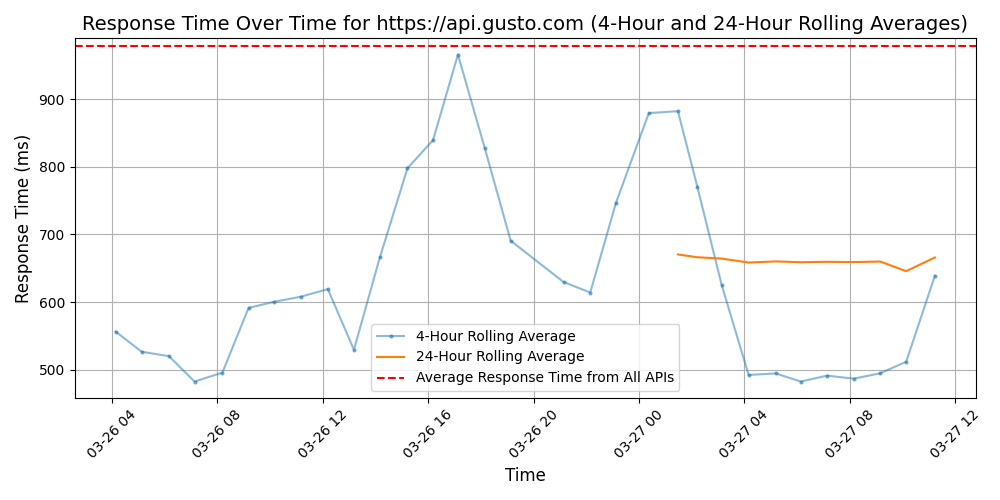 Response Time Over Time for https://api.gusto.com (4-Hour and 24-Hour Rolling Averages)
Response Time (ms)
900
800
700
600
500
4-Hour Rolling Average
24-Hour Rolling Average
Average Response Time from All APIs
03-26 04
03-26 08
03-26 12
03-26 16
03-26 20
03-27 00
03-27 04
03-27 08
03-27 12
Time